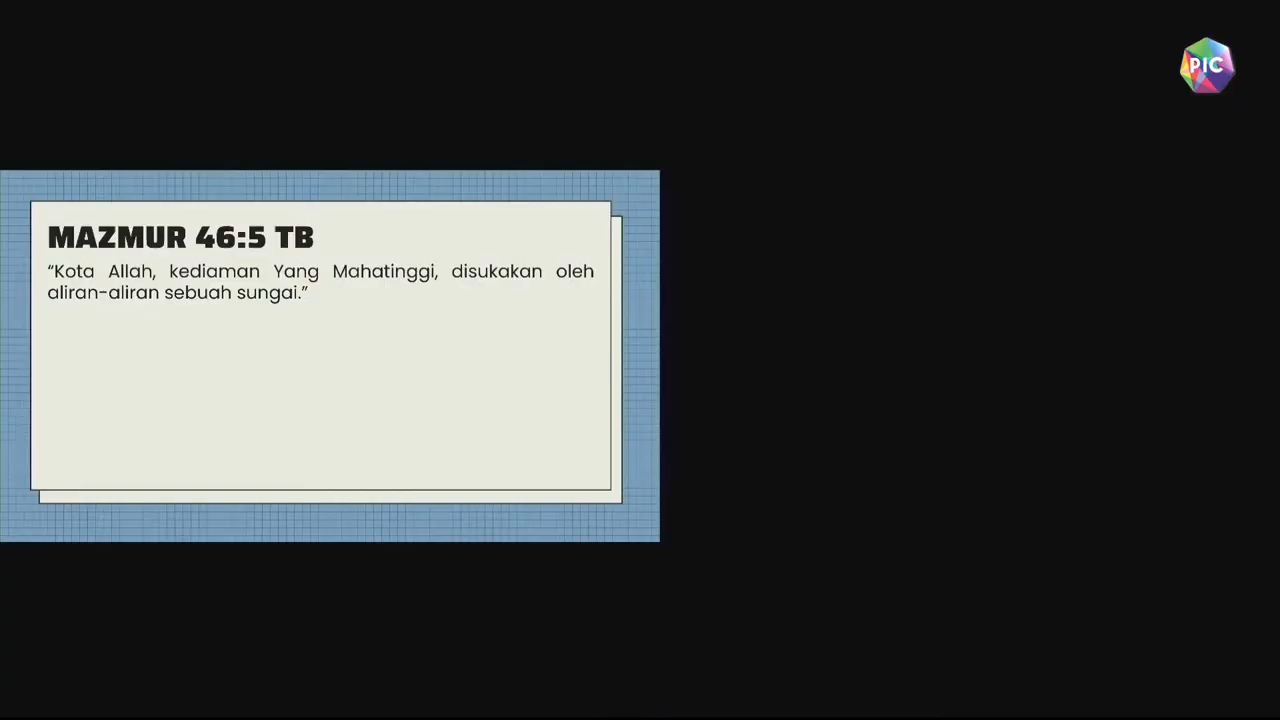 PIC
MAZMUR 46:5 TB
“Kota Allah, kediaman Yang Mahatinggi, disukakan oleh
aliran-aliran sebuah sungai.”